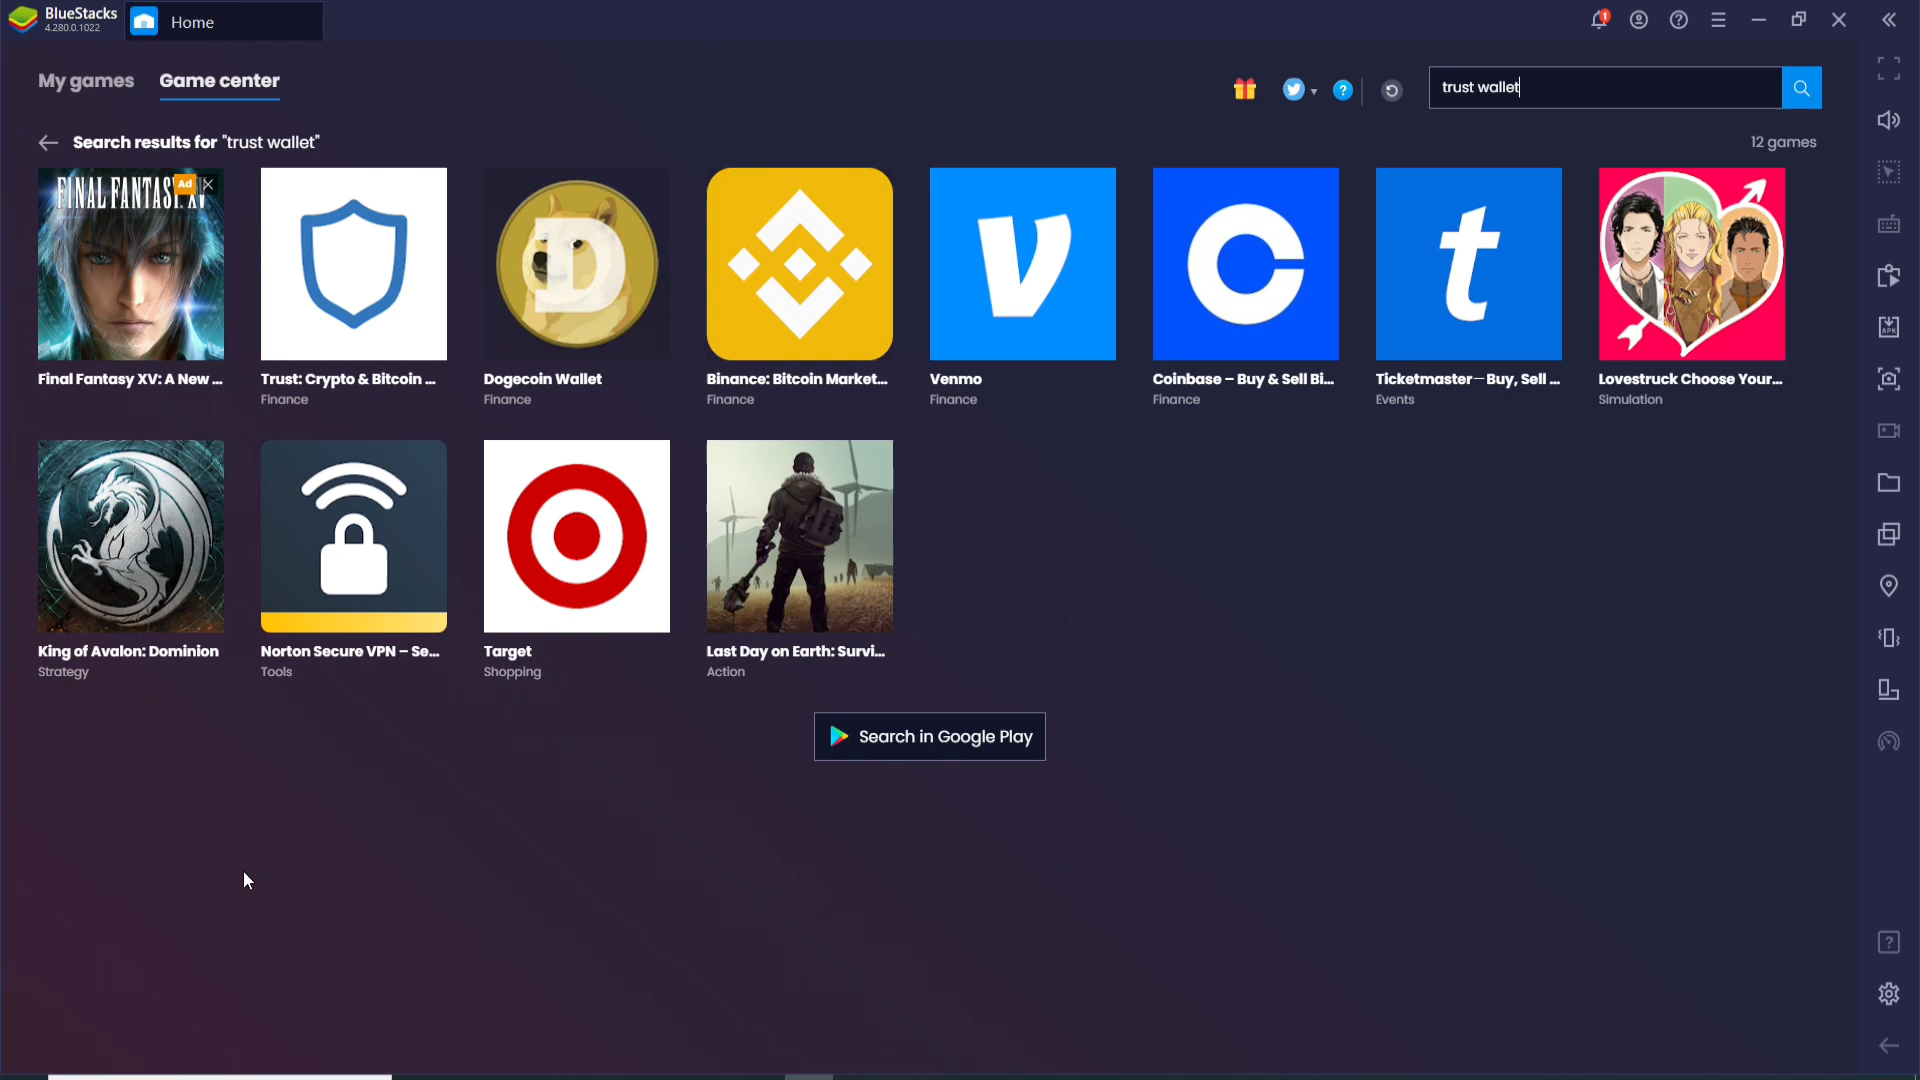 BlueStacks
4.280.0.1022
Home
1
My games
Game center
trust wallet
Search results for "trust wallet"
12 games
FINAL FANTASY XV
Ad
Final Fantasy XV: A New ...
Trust: Crypto & Bitcoin ...
Finance
D
Dogecoin Wallet
Finance
Binance: Bitcoin Market...
Finance
V
Venmo
Finance
C
Coinbase – Buy & Sell Bi...
Finance
t
Ticketmaster—Buy, Sell ...
Events
Lovestruck Choose Your...
Simulation
King of Avalon: Dominion
Strategy
Norton Secure VPN – Se...
Tools
Target
Shopping
Last Day on Earth: Survi...
Action
Search in Google Play
APK